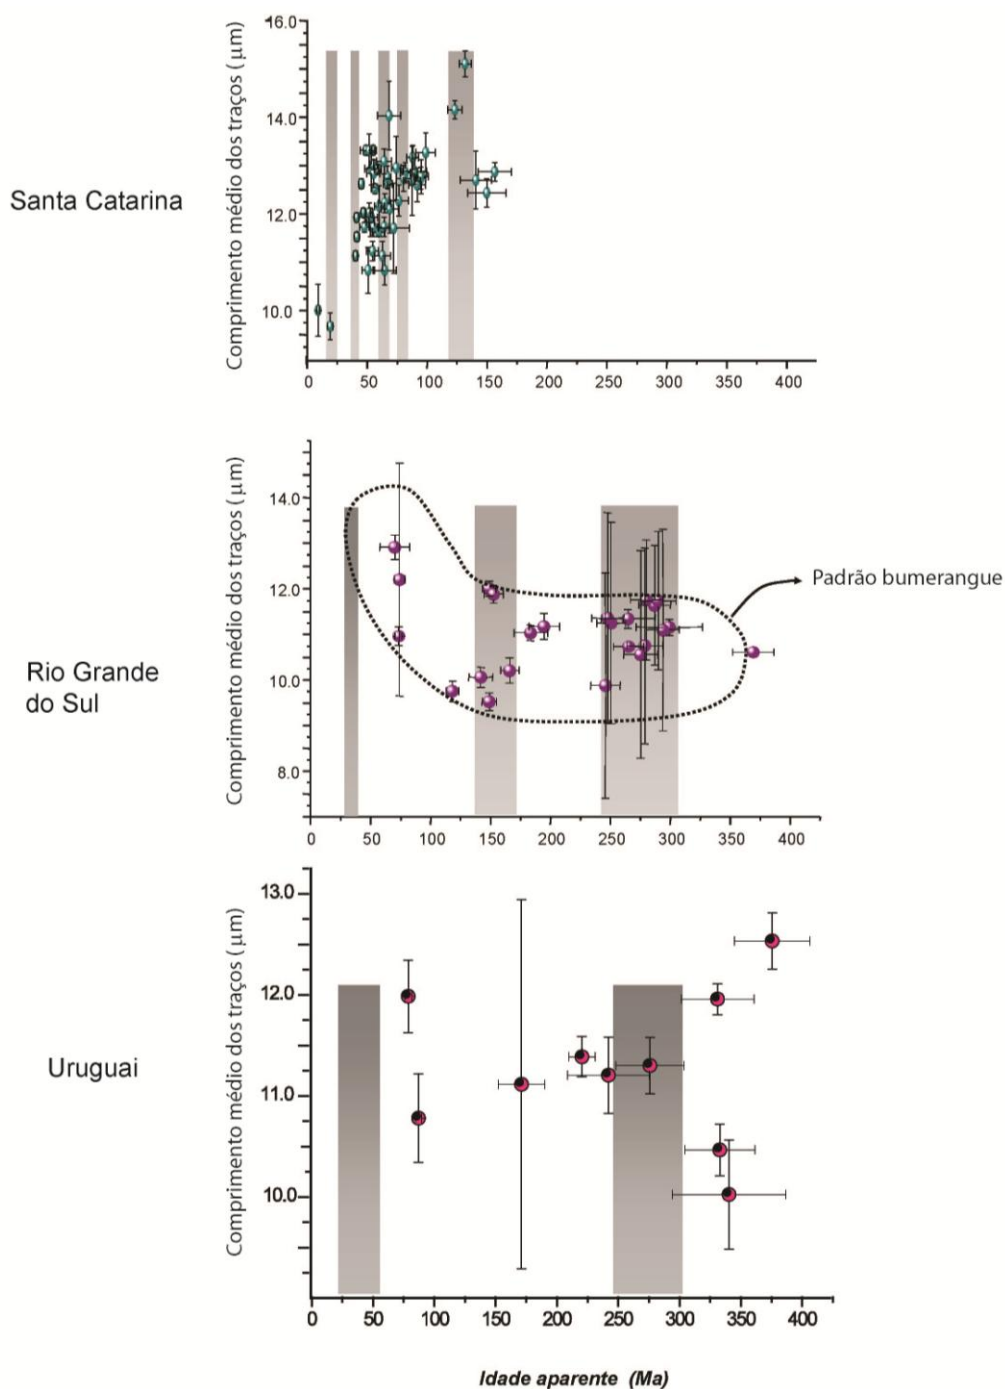 Santa Catarina
Comprimento médio dos traços (μm)
16.0
14.0
12.0
10.0
0 50 100 150 200 250 300 350 400
Rio Grande
do Sul
Comprimento médio dos traços (μm)
14.0
12.0
10.0
8.0
Padrão bumerangue
0 50 100 150 200 250 300 350 400
Uruguai
Comprimento médio dos traços (μm)
13.0
12.0
11.0
10.0
0 50 100 150 200 250 300 350 400
Idade aparente (Ma)